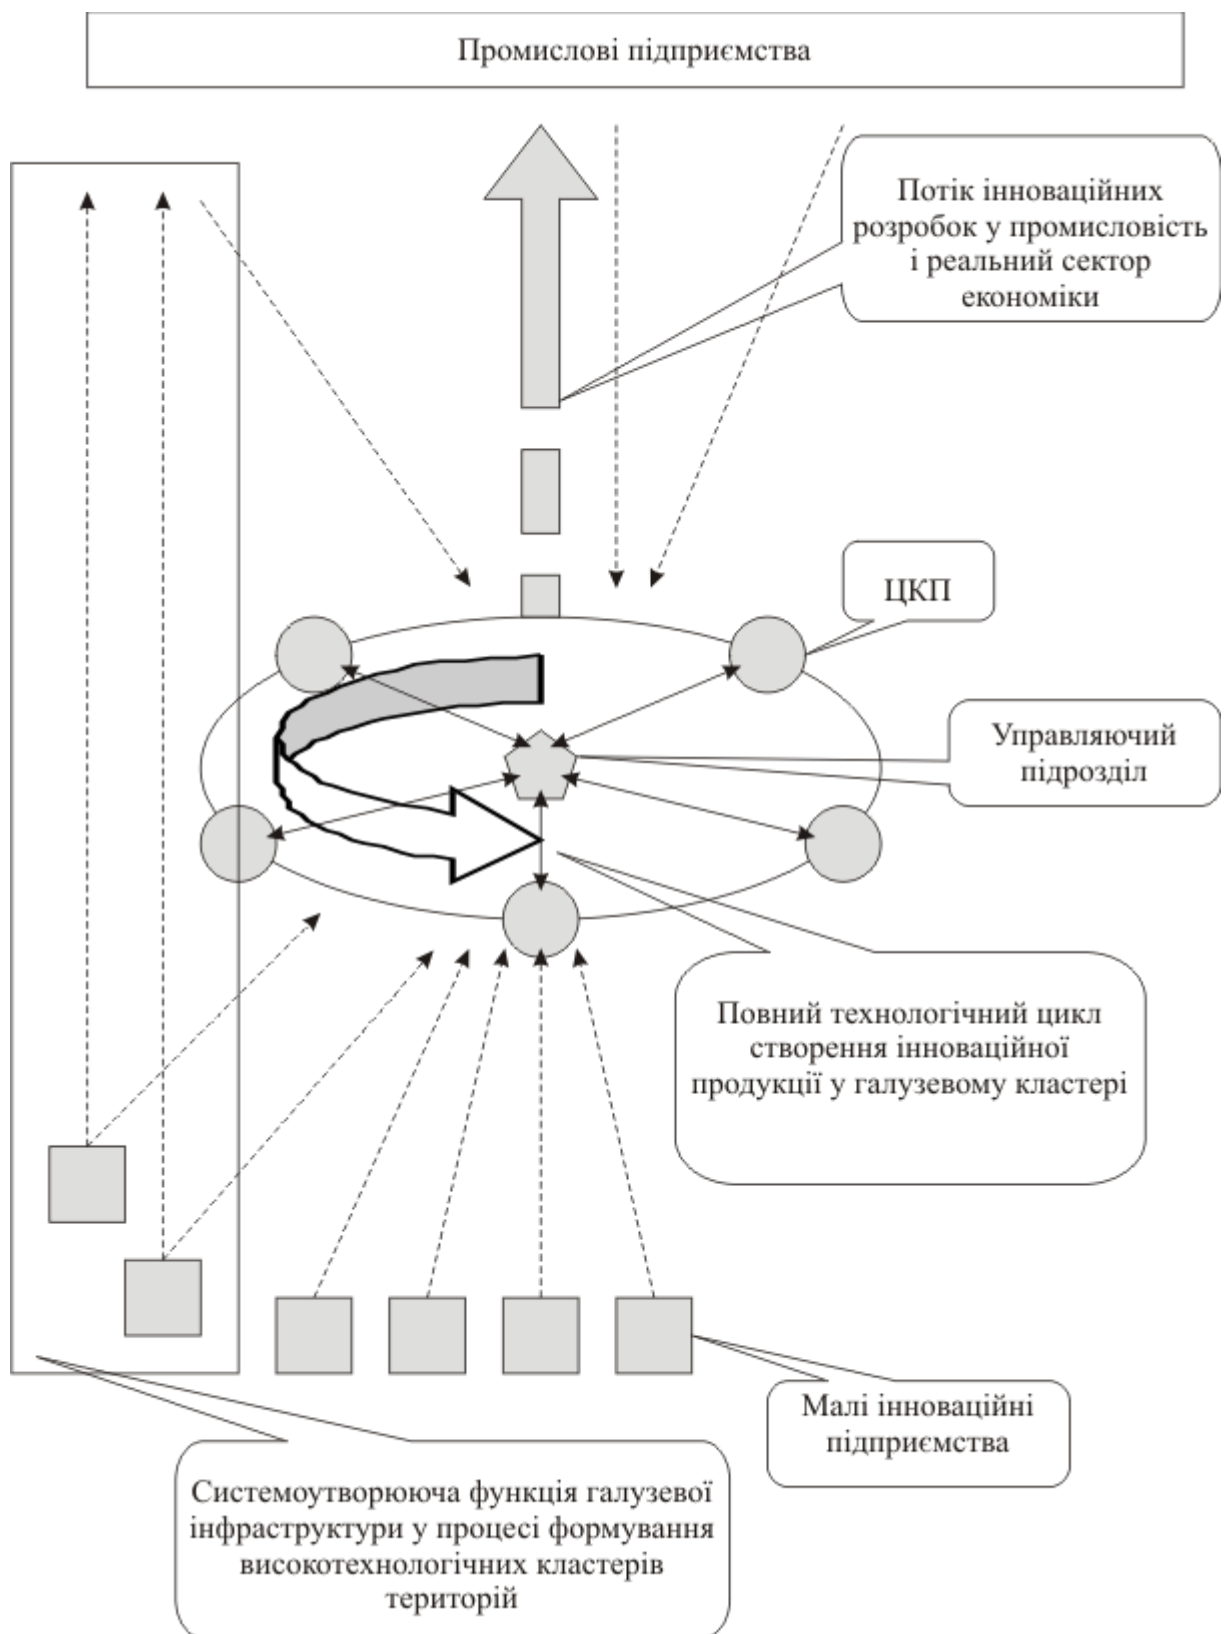 Промислові підприємства
Потік інноваційних
розробок у промисловість
і реальний сектор
економіки
ЦКП
Управляючий
підрозділ
Повний технологічний цикл
створення інноваційної
продукції у галузевому кластері
Малі інноваційні
підприємства
Системоутворююча функція галузевої
інфраструктури у процесі формування
високотехнологічних кластерів
територій